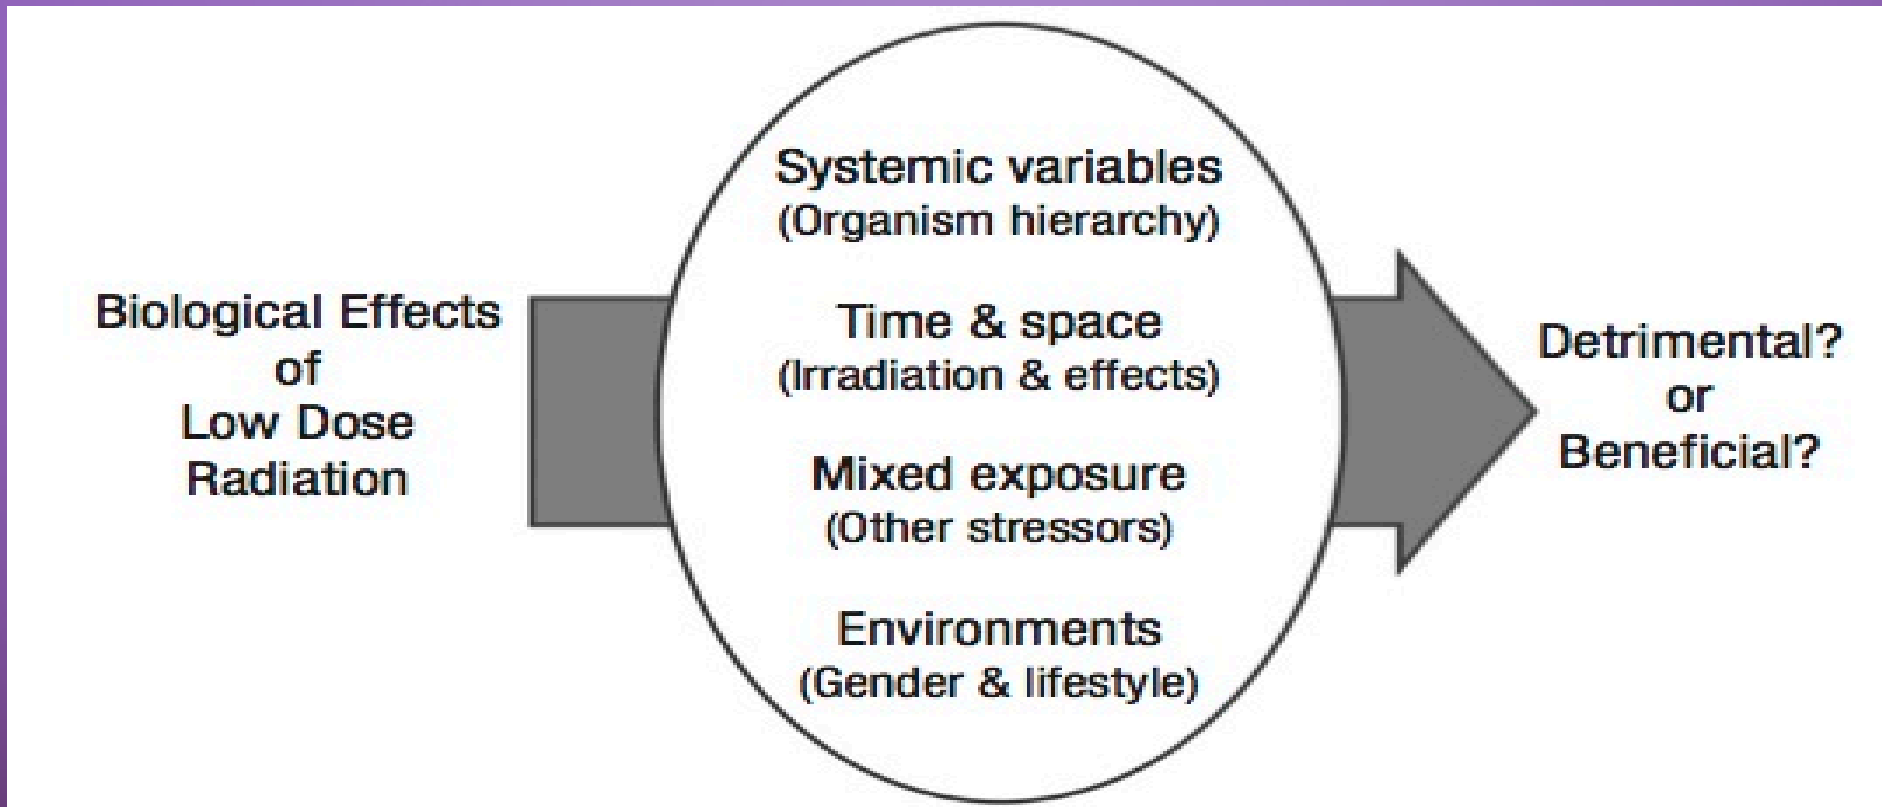 Biological Effects
of
Low Dose
Radiation
Systemic variables
(Organism hierarchy)
Time & space
(Irradiation & effects)
Mixed exposure
(Other stressors)
Environments
(Gender & lifestyle)
Detrimental?
or
Beneficial?